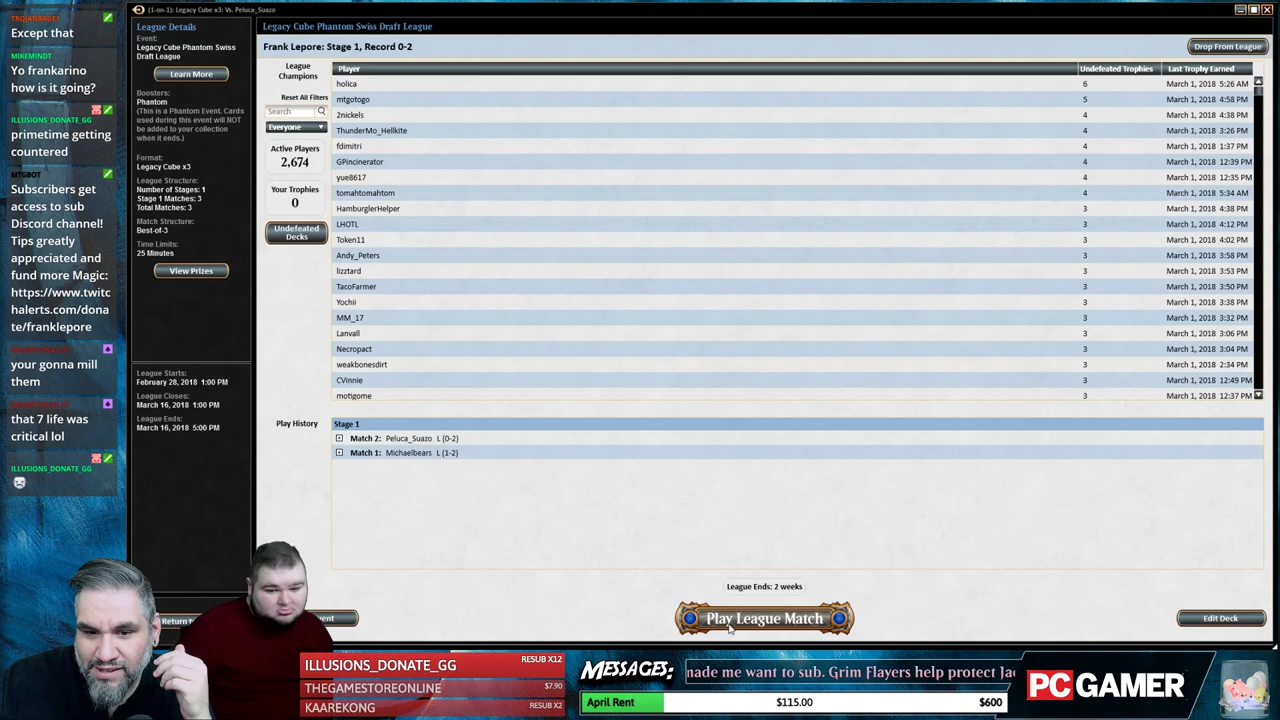 TROJANRAGE1
Except that
MIKEMINDT
Yo frankarino
how is it going?
ILLUSIONS_DONATE_GG
primetime getting
countered
MTGBOT
Subscribers get
access to sub
Discord channel!
Tips greatly
appreciated and
fund more Magic:
https://www.twitc
halerts.com/dona
te/franklepore
your gonna mill
them
that 7 life was
critical lol
ILLUSIONS_DONATE_GG
(1-on-1): Legacy Cube x3: Vs. Peluca_Suazo
League Details
Event:
Legacy Cube Phantom Swiss
Draft League
Learn More
Boosters:
Phantom
(This is a Phantom Event. Cards
used during this event will NOT
be added to your collection
when it ends.)
Format:
Legacy Cube x3
League Structure:
Number of Stages: 1
Stage 1 Matches: 3
Total Matches: 3
Match Structure:
Best-of-3
Time Limits:
25 Minutes
View Prizes
League Starts:
February 28, 2018 1:00 PM
League Closes:
March 16, 2018 1:00 PM
League Ends:
March 16, 2018 5:00 PM
Legacy Cube Phantom Swiss Draft League
Frank Lepore: Stage 1, Record 0-2
Drop From League
League
Champions
Reset All Filters
Search
Everyone
Active Players
2,674
Your Trophies
0
Undefeated
Decks
Player Undefeated Trophies Last Trophy Earned
holica 6 March 1, 2018 5:26 AM
mtgotogo 5 March 1, 2018 4:58 PM
2nickels 4 March 1, 2018 4:38 PM
ThunderMo_Hellkite 4 March 1, 2018 3:26 PM
fdimitri 4 March 1, 2018 1:37 PM
GPincinerator 4 March 1, 2018 12:39 PM
yue8617 4 March 1, 2018 12:35 PM
tomahtomahtom 4 March 1, 2018 5:34 AM
HamburglerHelper 3 March 1, 2018 4:38 PM
LHOTL 3 March 1, 2018 4:12 PM
Token11 3 March 1, 2018 4:02 PM
Andy_Peters 3 March 1, 2018 3:58 PM
lizztard 3 March 1, 2018 3:53 PM
TacoFarmer 3 March 1, 2018 3:50 PM
Yochii 3 March 1, 2018 3:38 PM
MM_17 3 March 1, 2018 3:32 PM
Lanvall 3 March 1, 2018 3:06 PM
Necropact 3 March 1, 2018 3:04 PM
weakbonesdirt 3 March 1, 2018 2:34 PM
CVinnie 3 March 1, 2018 12:49 PM
motigome 3 March 1, 2018 12:37 PM
Play History
Stage 1
Match 2: Peluca_Suazo L (0-2)
Match 1: Michaelbears L (1-2)
League Ends: 2 weeks
Return to
ent
Play League Match
Edit Deck
ILLUSIONS_DONATE_GG RESUB X12
THEGAMESTOREONLINE $7.90
KAAREKONG RESUB X2
MESSAGES:
nade me want to sub. Grim Flayers help protect Jac
April Rent $115.00 $600
PC GAMER